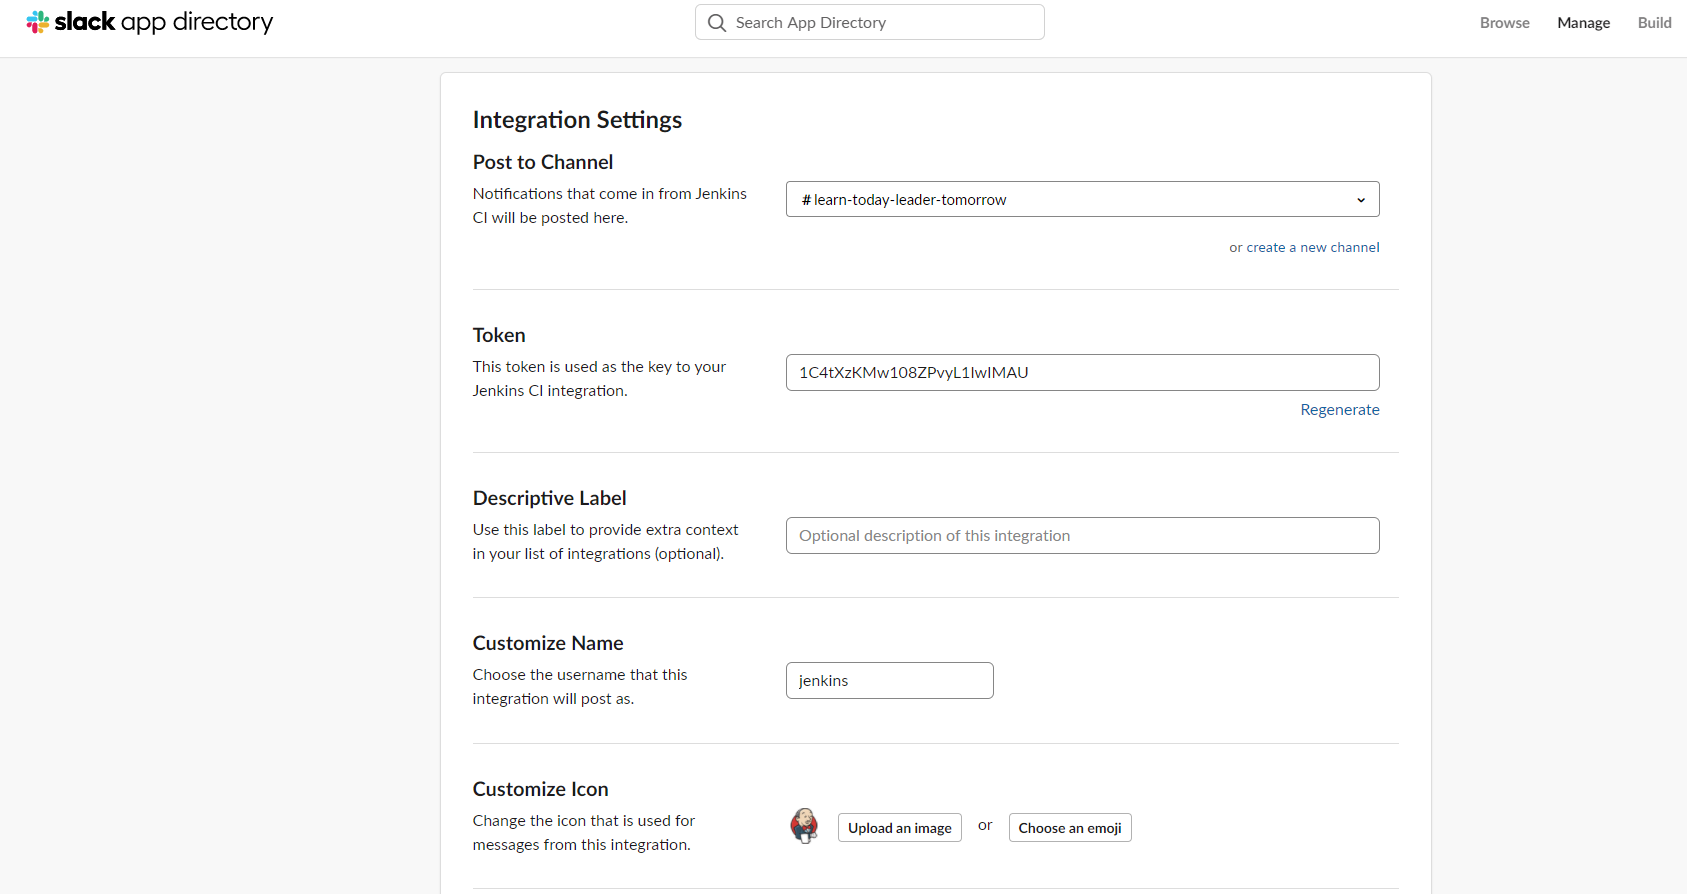 slack app directory
Search App Directory
Browse Manage Build
Integration Settings
Post to Channel
Notifications that come in from Jenkins
CI will be posted here.
# learn-today-leader-tomorrow
or create a new channel
Token
This token is used as the key to your
Jenkins CI integration.
1C4tXzKMw108ZPvyL1IwIMAU
Regenerate
Descriptive Label
Use this label to provide extra context
in your list of integrations (optional).
Optional description of this integration
Customize Name
Choose the username that this
integration will post as.
jenkins
Customize Icon
Change the icon that is used for
messages from this integration.
Upload an image or Choose an emoji